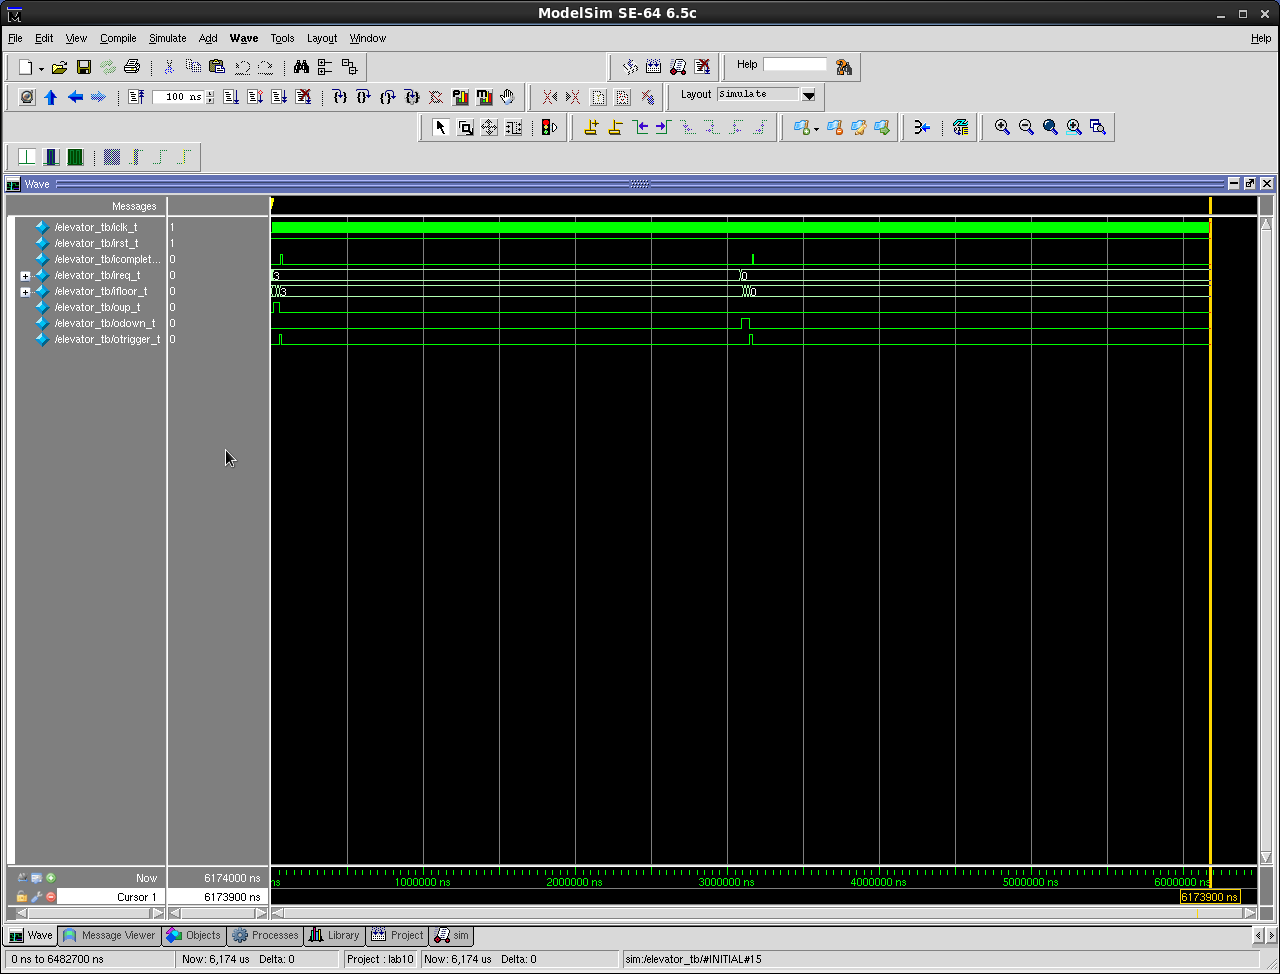 ModelSim SE-64 6.5c
File Edit View Compile Simulate Add Wave Tools Layout Window Help
Help
100 ns Layout Simulate
Wave
Messages
/elevator_tb/iclk_t 1
/elevator_tb/irst_t 1
/elevator_tb/icomplet... 0
/elevator_tb/ireq_t 0 3 0
/elevator_tb/ifloor_t 0 3 0
/elevator_tb/oup_t 0
/elevator_tb/odown_t 0
/elevator_tb/otrigger_t 0
Now 6174000 ns ns 1000000 ns 2000000 ns 3000000 ns 4000000 ns 5000000 ns 6000000 ns
Cursor 1 6173900 ns 6173900 ns
Wave Message Viewer Objects Processes Library Project sim
0 ns to 6482700 ns Now: 6,174 us Delta: 0 Project : lab10 Now: 6,174 us Delta: 0 sim:/elevator_tb/#INITIAL#15